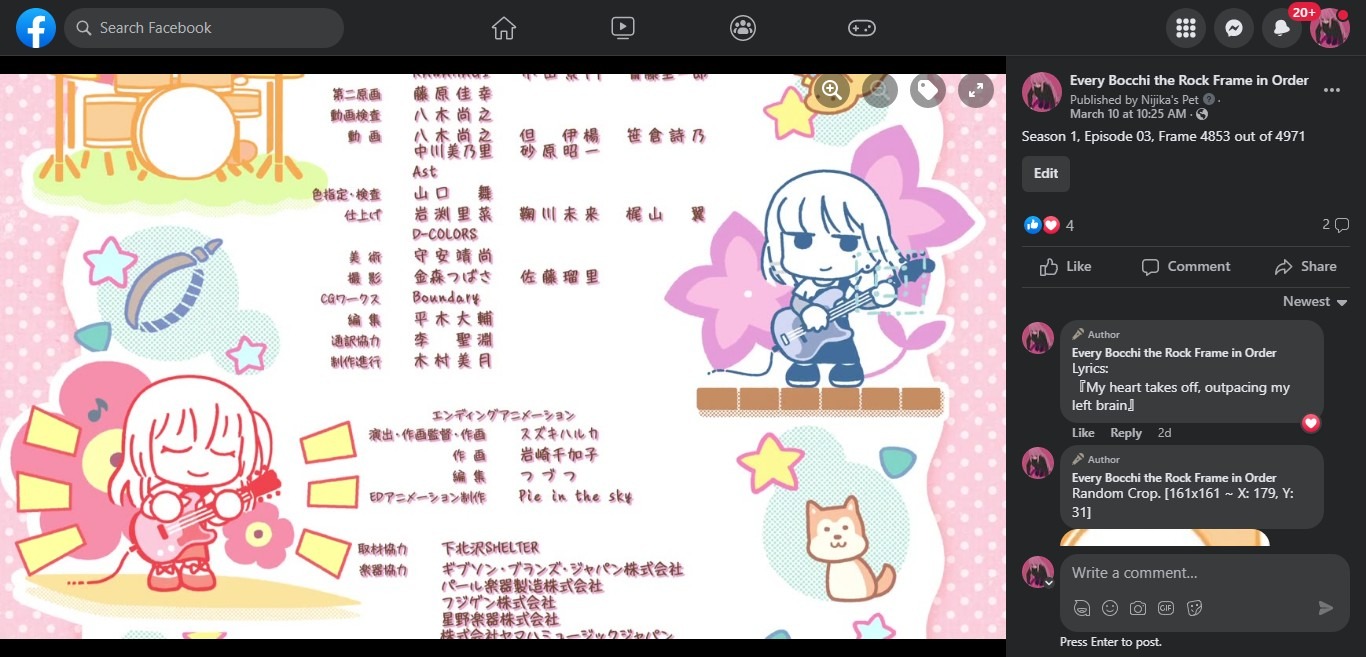 Search Facebook
20+
第二原画 藤原佳幸
動画検査 八木尚之
動画 八木尚之 但 伊楊 笹倉詩乃
中川美乃里 砂原昭一
Ast
色指定・検査 山口 舞
仕上げ 岩渕里菜 鞠川未来 梶山 翼
D-COLORS
美術 守安靖尚
撮影 金森つばさ 佐藤瑠里
CGワークス Boundary
編集 平木大輔
通訳協力 李 聖淵
制作進行 木村美月
エンディングアニメーション
演出・作画監督・作画 スズキハルカ
作画 岩崎千加子
編集 つづつ
EDアニメーション制作 Pie in the sky
取材協力 下北沢SHELTER
楽器協力 ギブソン・ブランズ・ジャパン株式会社
パール楽器製造株式会社
フジゲン株式会社
星野楽器株式会社
株式会社ヤマハミュージックジャパン
Every Bocchi the Rock Frame in Order
Published by Nijika's Pet ·
March 10 at 10:25 AM ·
Season 1, Episode 03, Frame 4853 out of 4971
Edit
4
2
Like Comment Share
Newest
Author
Every Bocchi the Rock Frame in Order
Lyrics:
『My heart takes off, outpacing my
left brain』
Like Reply 2d
Author
Every Bocchi the Rock Frame in Order
Random Crop. [161x161 ~ X: 179, Y:
31]
Write a comment...
GIF
Press Enter to post.